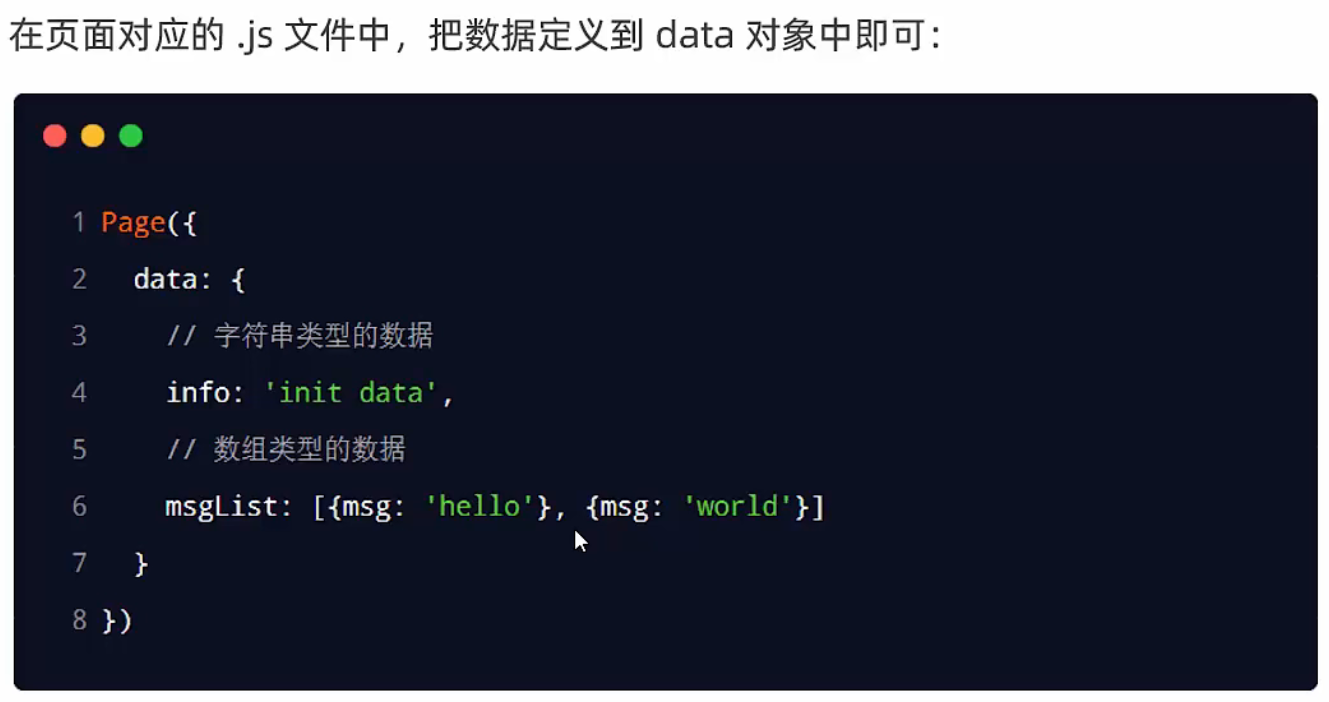 在页面对应的 .js 文件中，把数据定义到 data 对象中即可：
1 Page({
2   data: {
3     // 字符串类型的数据
4     info: 'init data',
5     // 数组类型的数据
6     msgList: [{msg: 'hello'}, {msg: 'world'}]
7   }
8 })